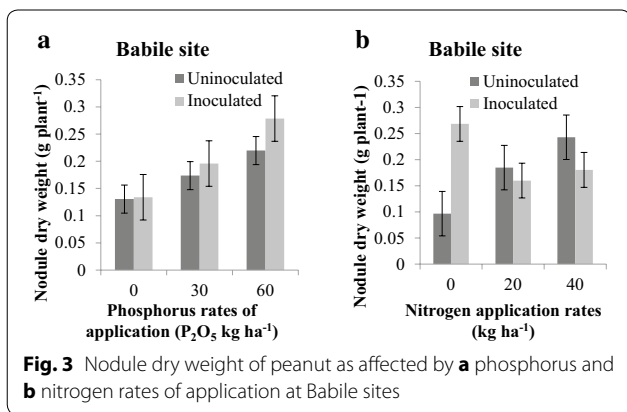 a
Babile site
Nodule dry weight (g plant⁻¹)
0.35
0.3
0.25
0.2
0.15
0.1
0.05
0
Uninoculated
Inoculated
0 30 60
Phosphorus rates of
application (P₂O₅ kg ha⁻¹)
b
Babile site
Nodule dry weight (g plant-1)
0.35
0.3
0.25
0.2
0.15
0.1
0.05
0
Uninoculated
Inoculated
0 20 40
Nitrogen application rates
(kg ha⁻¹)
Fig. 3 Nodule dry weight of peanut as affected by a phosphorus and
b nitrogen rates of application at Babile sites